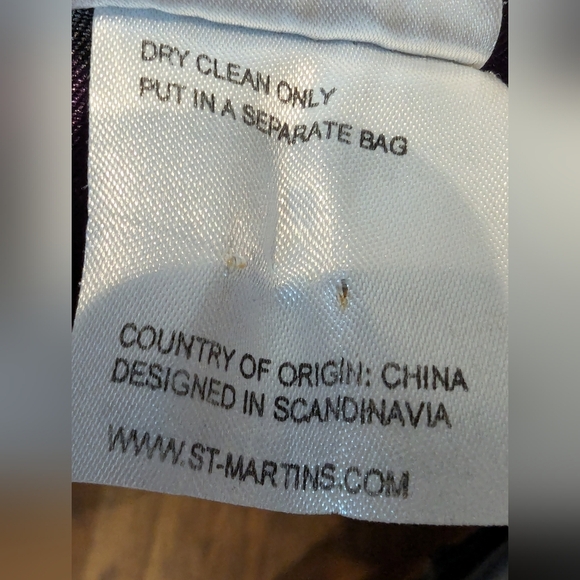 DRY CLEAN ONLY
PUT IN A SEPARATE BAG
COUNTRY OF ORIGIN: CHINA
DESIGNED IN SCANDINAVIA
WWW.ST-MARTINS.COM